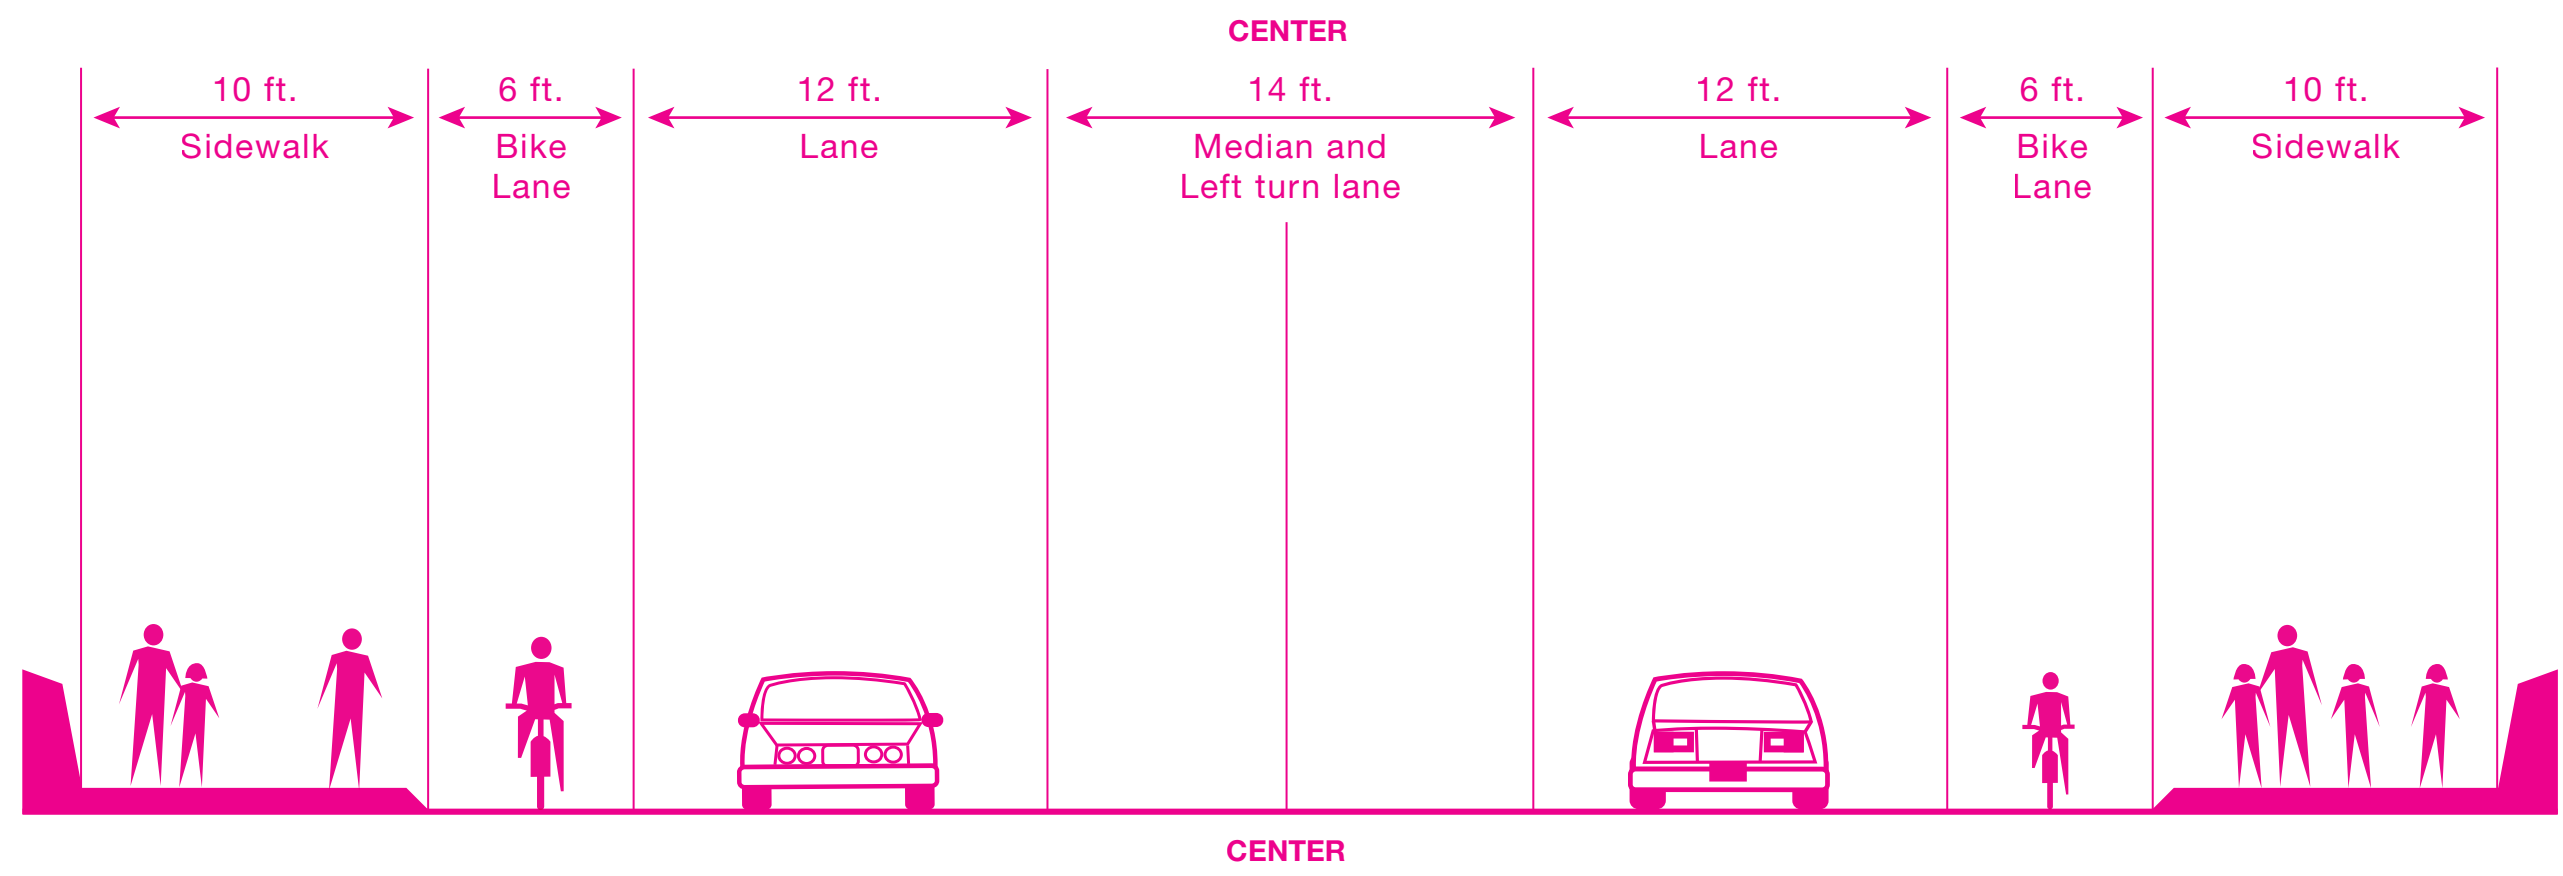 CENTER
10 ft.
Sidewalk
6 ft.
Bike
Lane
12 ft.
Lane
14 ft.
Median and
Left turn lane
12 ft.
Lane
6 ft.
Bike
Lane
10 ft.
Sidewalk
CENTER